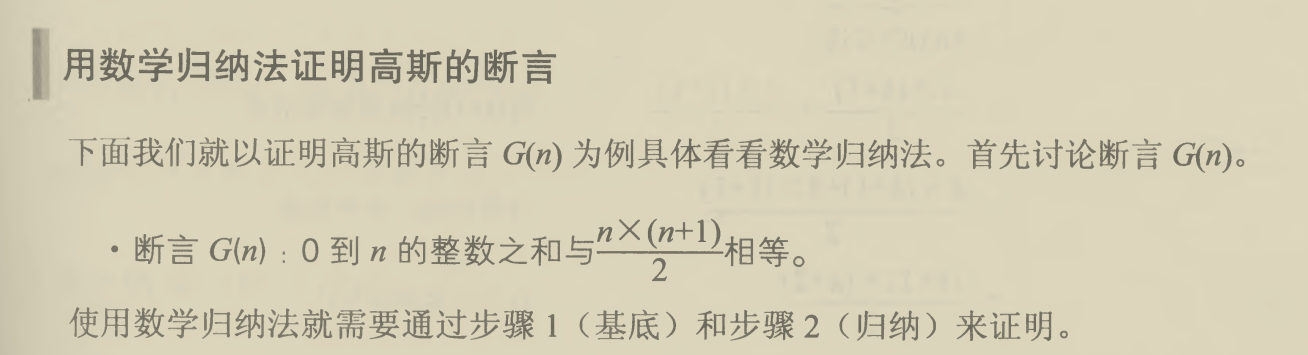 用数学归纳法证明高斯的断言
下面我们就以证明高斯的断言 G(n) 为例具体看看数学归纳法。首先讨论断言 G(n)。
· 断言 G(n)：0 到 n 的整数之和与 n×(n+1)/2 相等。
使用数学归纳法就需要通过步骤 1（基底）和步骤 2（归纳）来证明。